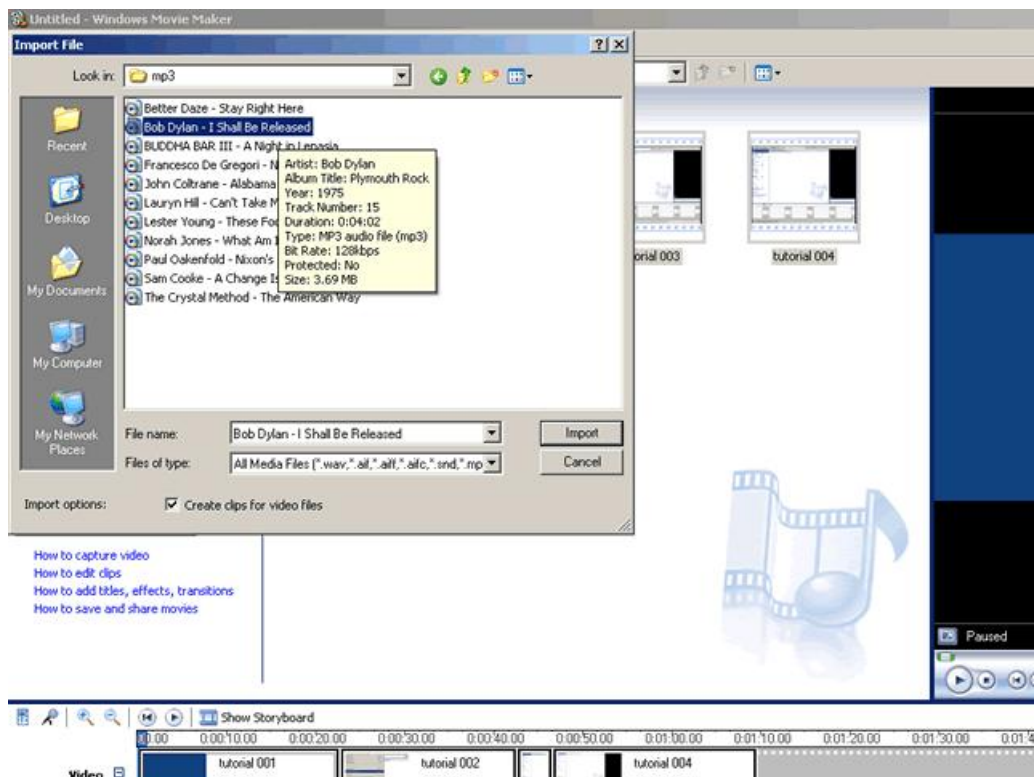 Untitled - Windows Movie Maker
Import File
Look in:
mp3
Recent
Desktop
My Documents
My Computer
My Network
Places
Better Daze - Stay Right Here
Bob Dylan - I Shall Be Released
BUDDHA BAR III - A Night in Lenasia
Francesco De Gregori - N
John Coltrane - Alabama
Lauryn Hill - Can't Take M
Lester Young - These Foo
Norah Jones - What Am I
Paul Oakenfold - Nixon's
Sam Cooke - A Change Is
The Crystal Method - The American Way
Artist: Bob Dylan
Album Title: Plymouth Rock
Year: 1975
Track Number: 15
Duration: 0:04:02
Type: MP3 audio file (mp3)
Bit Rate: 128kbps
Protected: No
Size: 3.69 MB
File name:
Bob Dylan - I Shall Be Released
Import
Files of type:
All Media Files (*.wav,*.aif,*.aiff,*.aifc,*.snd,*.mp
Cancel
Import options:
Create clips for video files
orial 003
tutorial 004
How to capture video
How to edit clips
How to add titles, effects, transitions
How to save and share movies
Paused
Show Storyboard
00.00 0:00:10.00 0:00:20.00 0:00:30.00 0:00:40.00 0:00:50.00 0:01:00.00 0:01:10.00 0:01:20.00 0:01:30.00 0:01:4
Video
tutorial 001
tutorial 002
tutorial 004